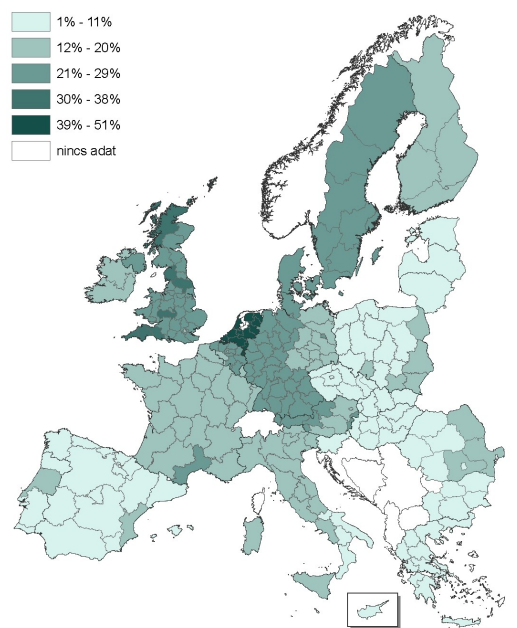 1% - 11%
12% - 20%
21% - 29%
30% - 38%
39% - 51%
nincs adat